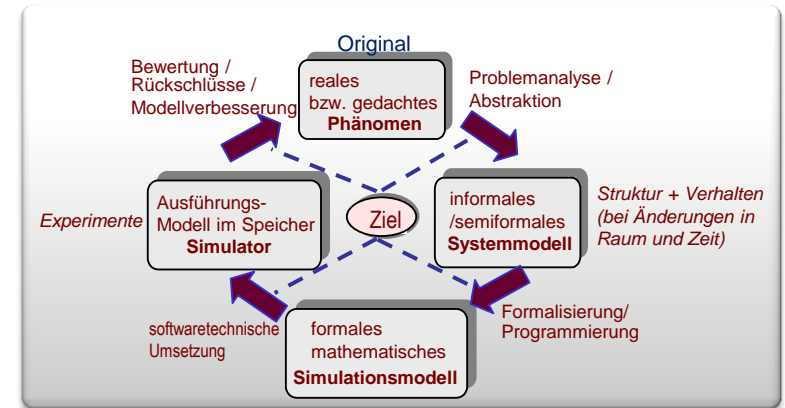 Original
Bewertung /
Rückschlüsse /
Modellverbesserung
reales
bzw. gedachtes
Phänomen
Problemanalyse /
Abstraktion
Experimente
Ausführungs-
Modell im Speicher
Simulator
Ziel
informales
/semiformales
Systemmodell
Struktur + Verhalten
(bei Änderungen in
Raum und Zeit)
softwaretechnische
Umsetzung
formales
mathematisches
Simulationsmodell
Formalisierung/
Programmierung